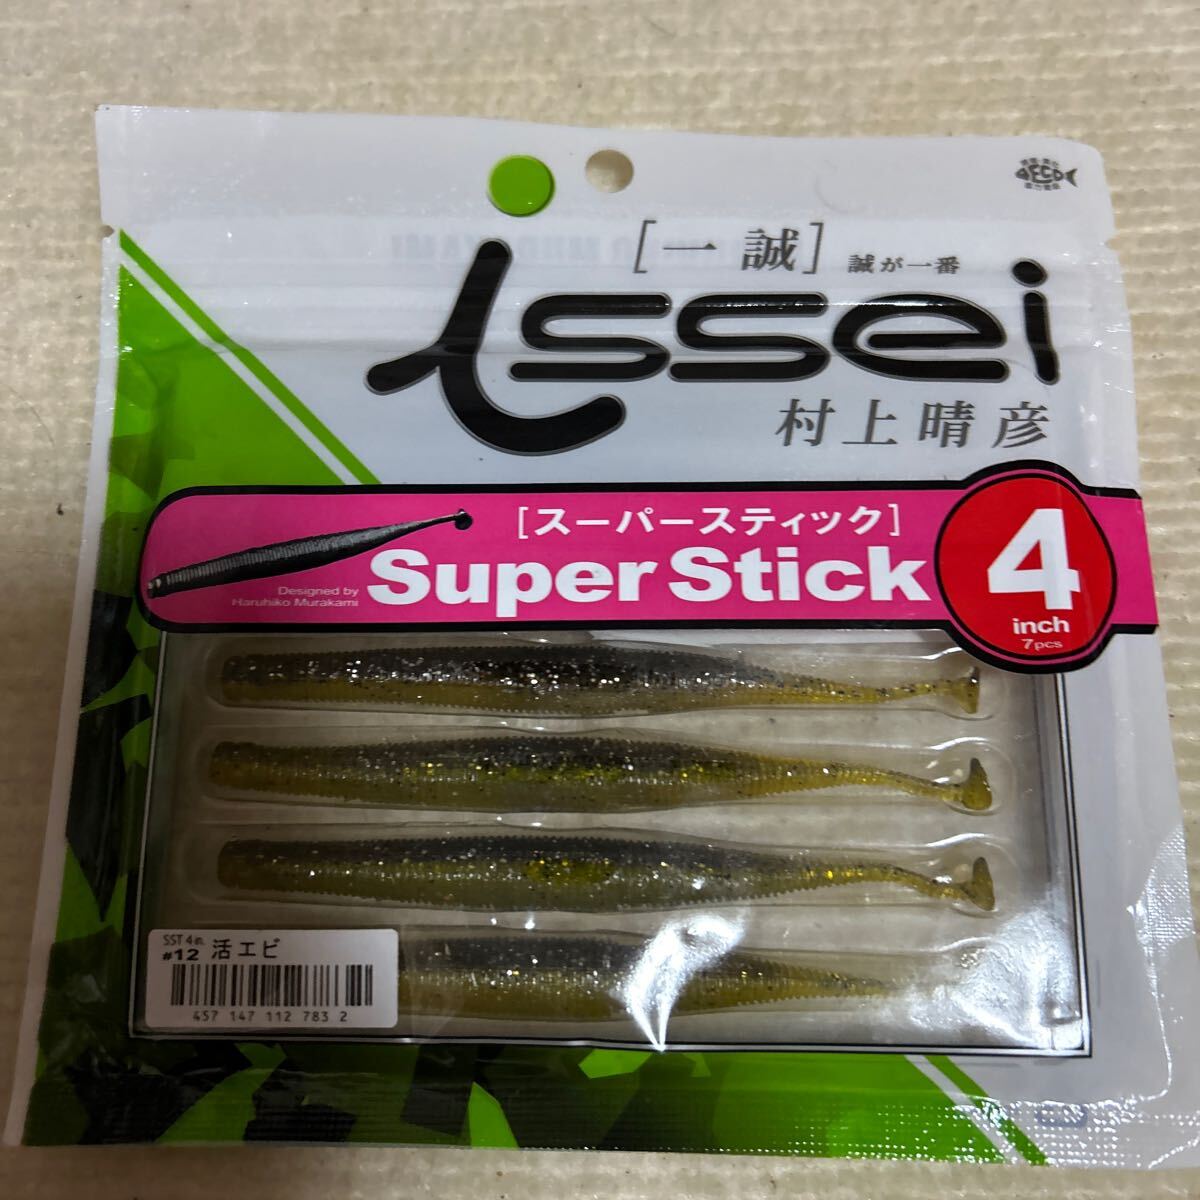 [一誠] 誠が一番
issei
村上晴彦
ECO
[スーパースティック]
Super Stick
Designed by
Haruhiko Murakami
4
inch
7pcs
SST 4in.
#12 活エビ
457 147 112 783 2